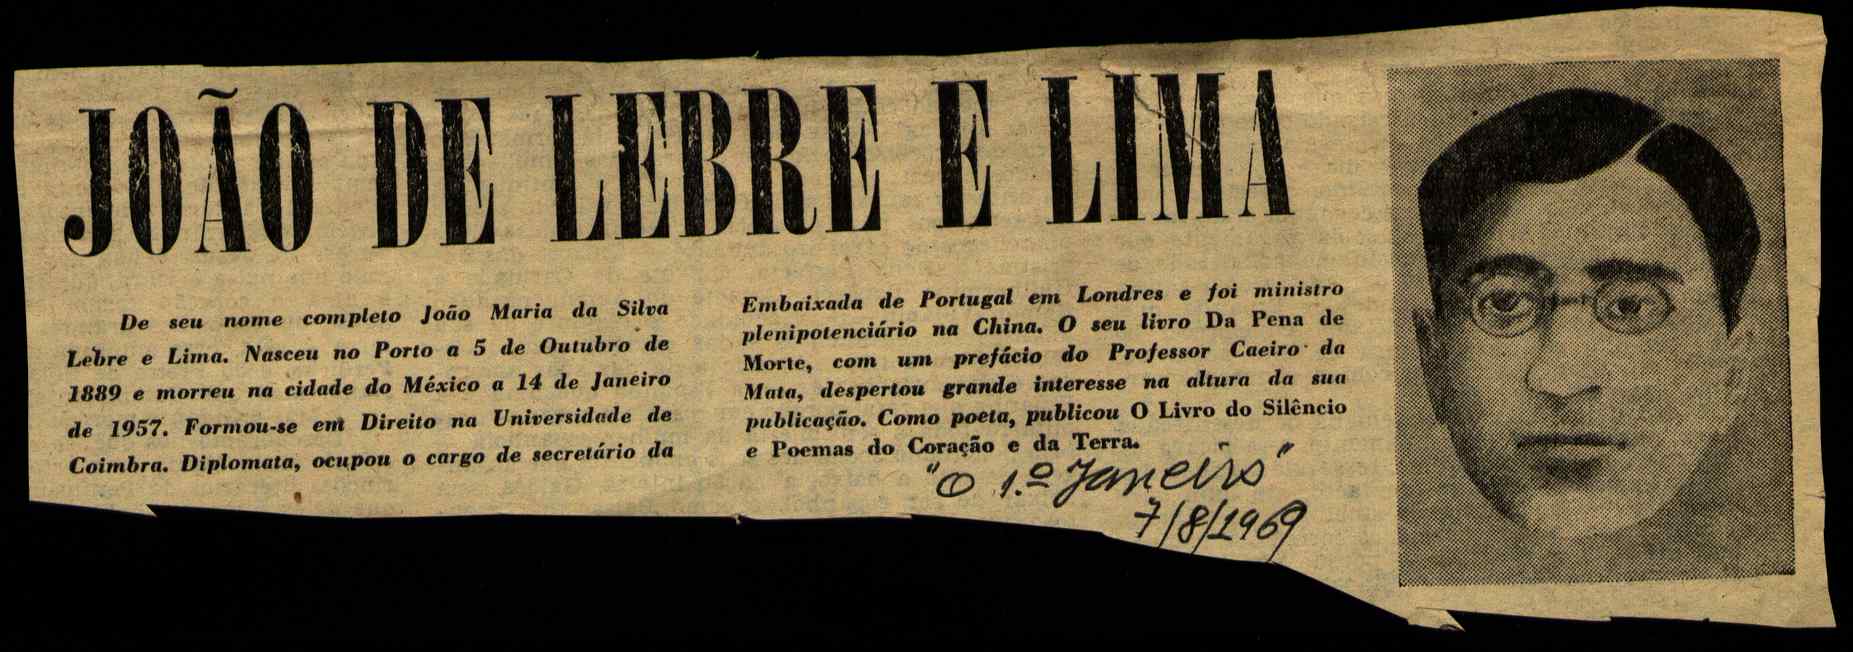 JOÃO DE LEBRE E LIMA
De seu nome completo João Maria da Silva
Lebre e Lima. Nasceu no Porto a 5 de Outubro de
1889 e morreu na cidade do México a 14 de Janeiro
de 1957. Formou-se em Direito na Universidade de
Coimbra. Diplomata, ocupou o cargo de secretário da
Embaixada de Portugal em Londres e foi ministro
plenipotenciário na China. O seu livro Da Pena de
Morte, com um prefácio do Professor Caeiro da
Mata, despertou grande interesse na altura da sua
publicação. Como poeta, publicou O Livro do Silêncio
e Poemas do Coração e da Terra.
"O 1.º Janeiro"
7/8/1969